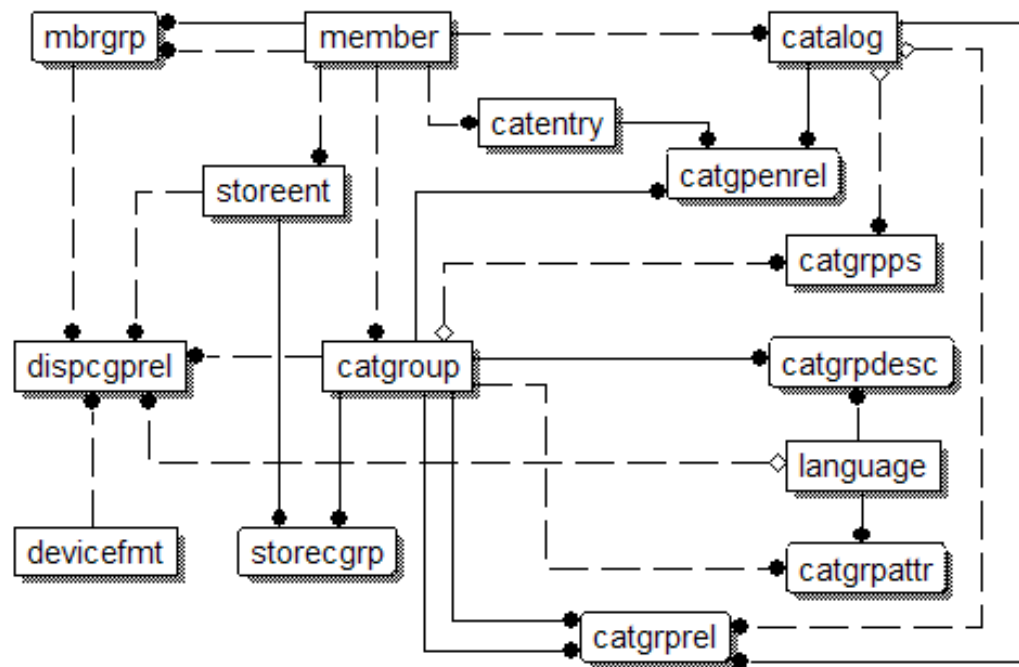 mbrgrp
member
catalog
catentry
catgpenrel
storeent
catgrpps
dispcgprel
catgroup
catgrpdesc
language
devicefmt
storecgrp
catgrpattr
catgrprel